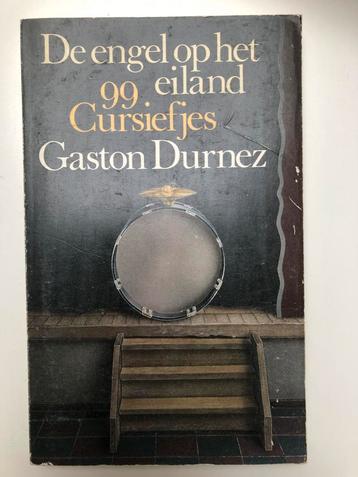 De engel op het
eiland
99
Cursiefjes
Gaston Durnez